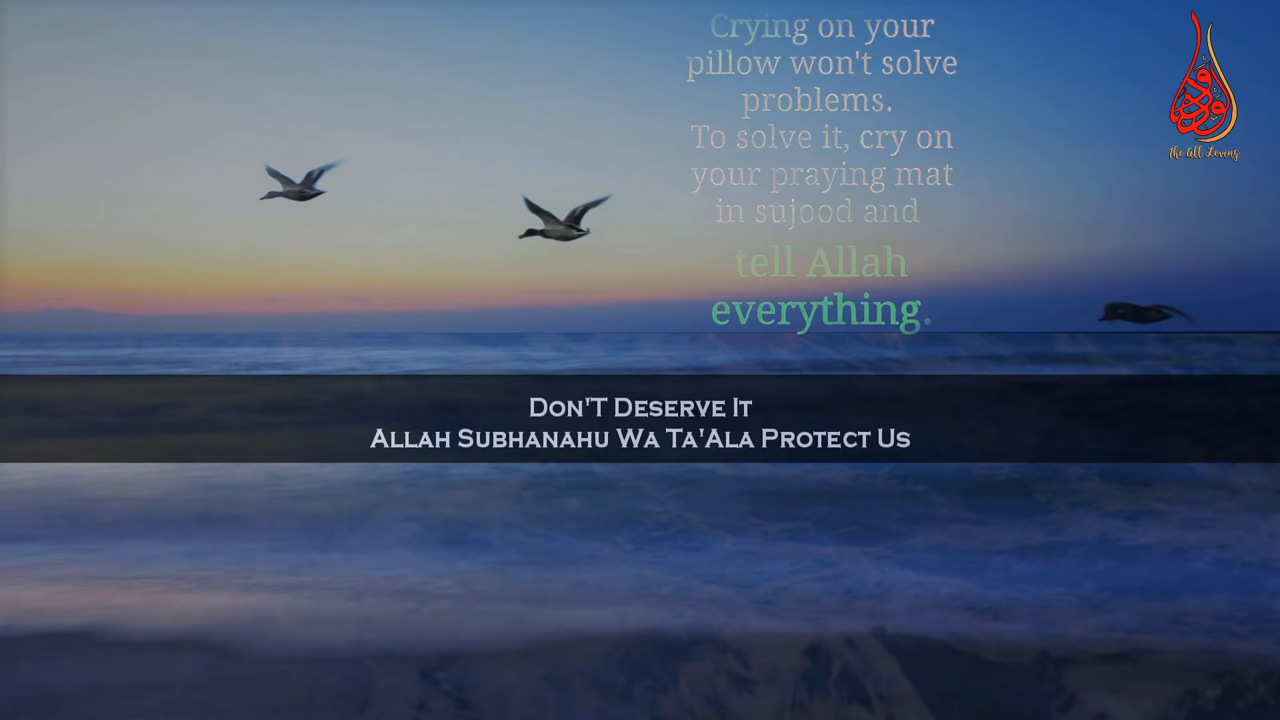 Crying on your
pillow won't solve
problems.
To solve it, cry on
your praying mat
in sujood and
tell Allah
everything.
الودود
The All Loving
Don'T Deserve It
Allah Subhanahu Wa Ta'Ala Protect Us